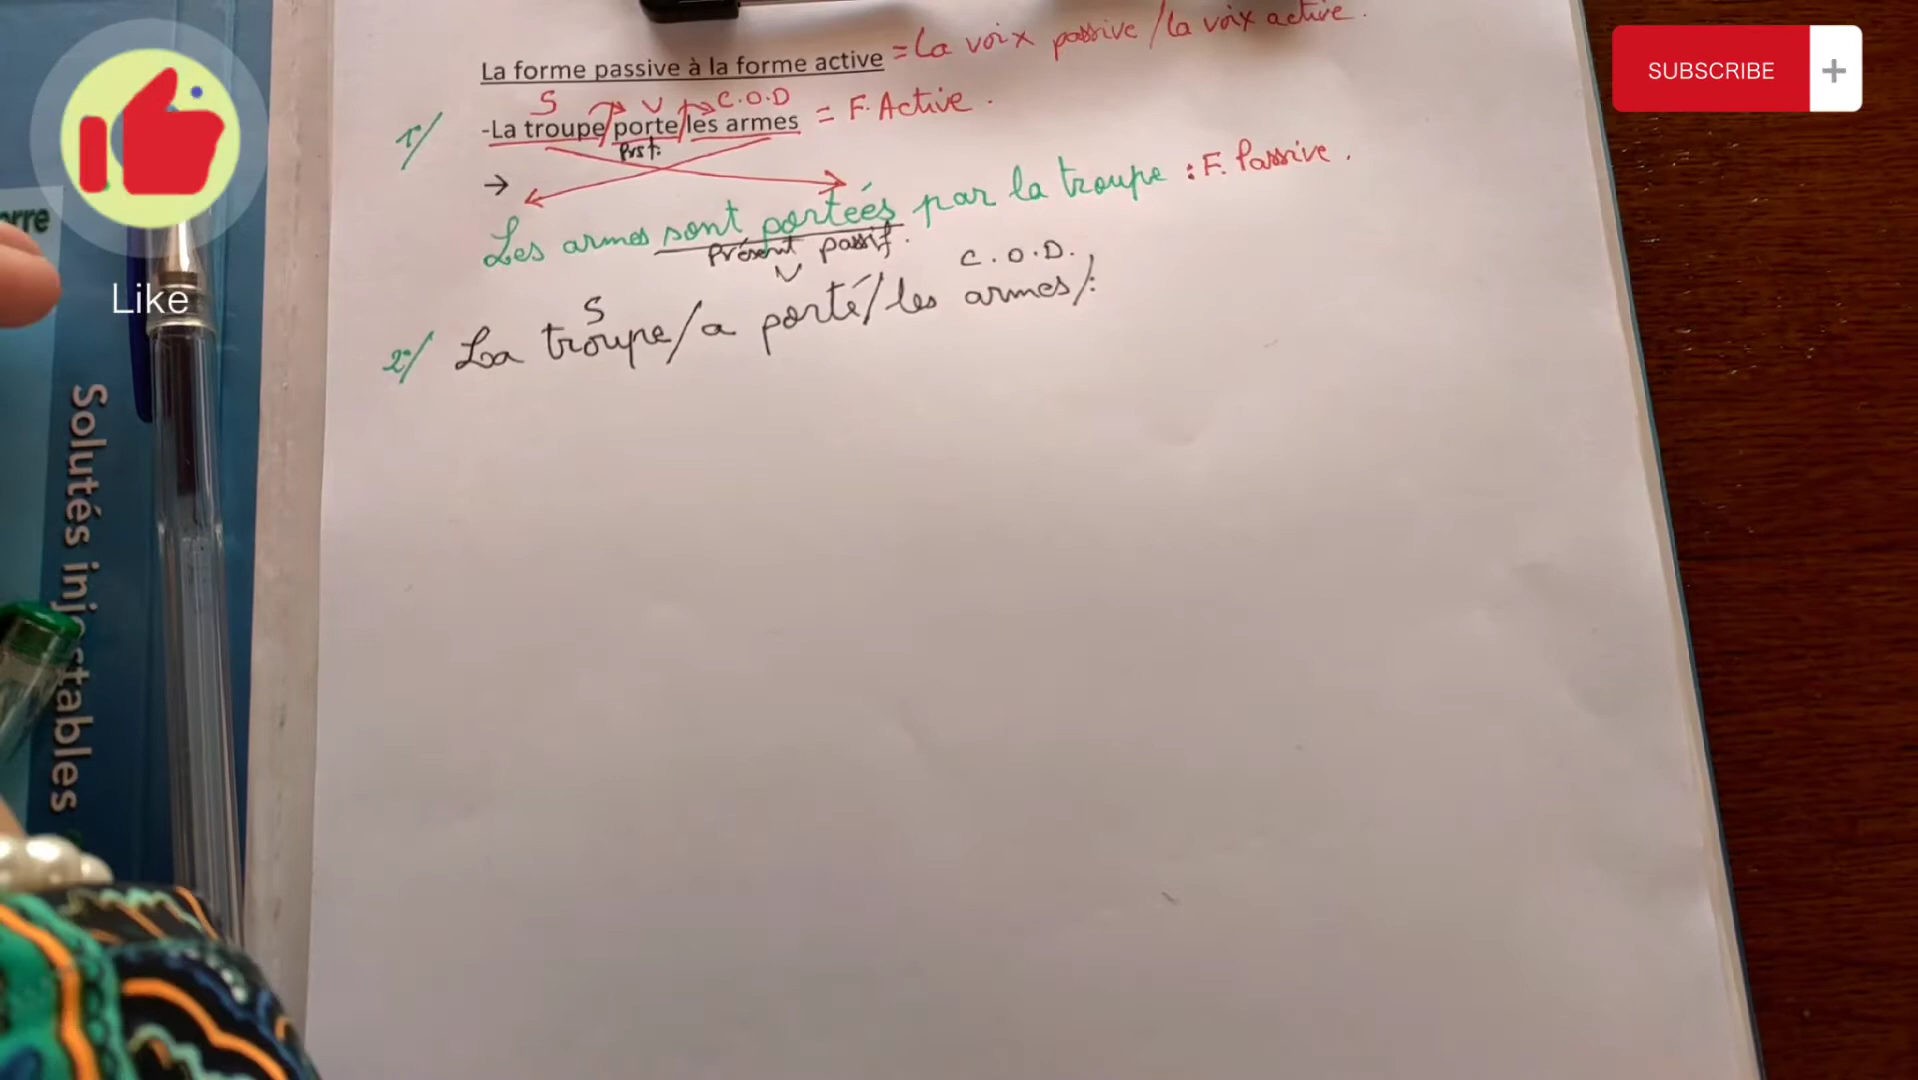 La forme passive à la forme active = La voix passive / la voix active.
S V C.O.D
1°/ -La troupe/porte/les armes = F. Active.
Prst.
→
Les armes sont portées par la troupe : F. Passive.
Présent passif.
S V C.O.D.
2°/ La troupe/a porté/les armes/:
Like
SUBSCRIBE +
erre
Solutés injectables